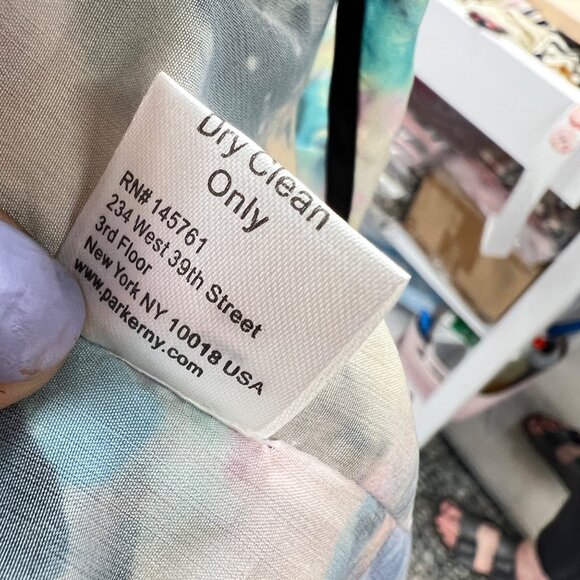 Dry Clean
Only
RN# 145761
234 West 39th Street
3rd Floor
New York NY 10018 USA
www.parkerny.com